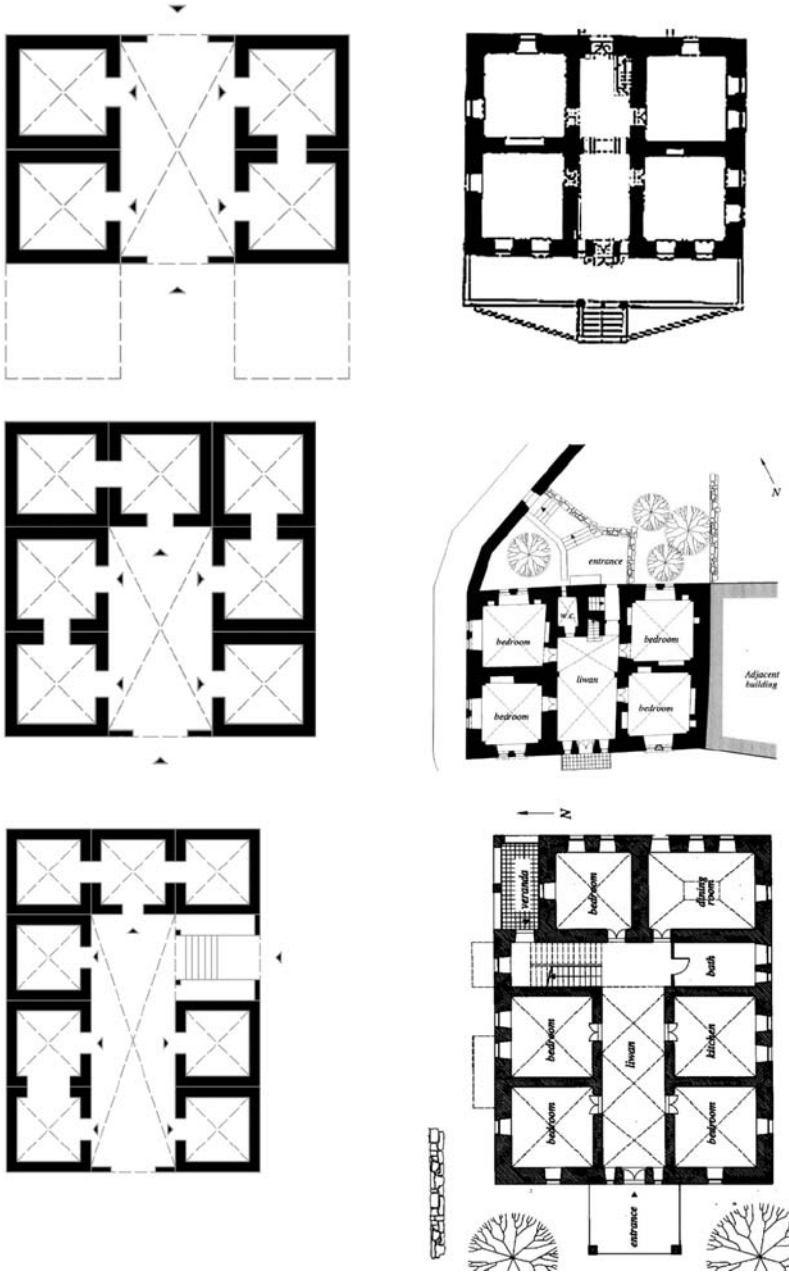 N
entrance
w.c.
bedroom
bedroom
liwan
bedroom
bedroom
Adjacent
building
N
veranda
bedroom
dining
room
bath
bedroom
liwan
kitchen
bedroom
bedroom
entrance